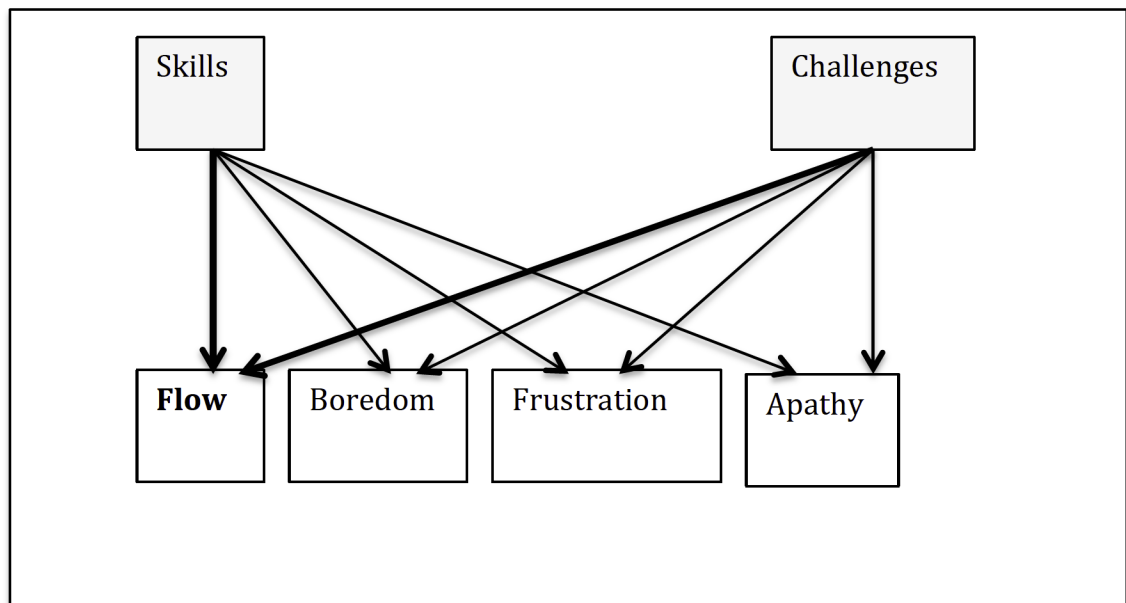 Skills
Challenges
Flow
Boredom
Frustration
Apathy